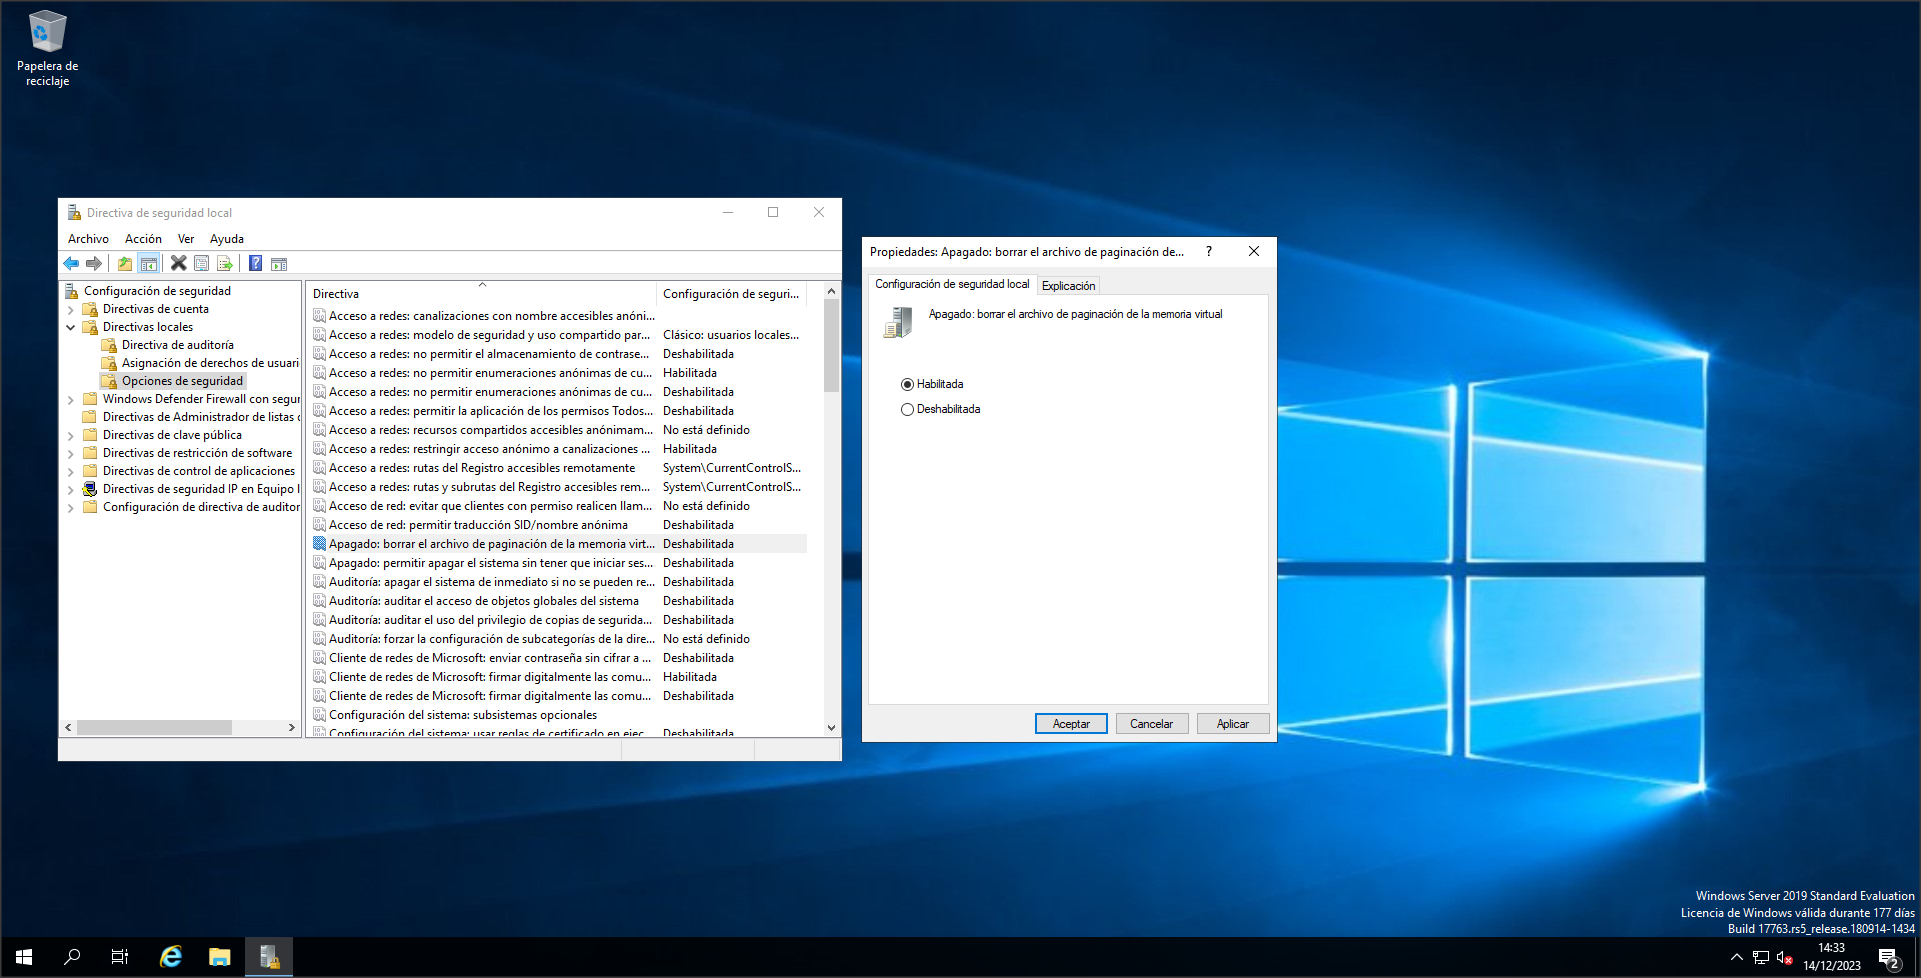 Papelera de
reciclaje
Directiva de seguridad local
Archivo Acción Ver Ayuda
Configuración de seguridad
Directivas de cuenta
Directivas locales
Directiva de auditoría
Asignación de derechos de usuari
Opciones de seguridad
Windows Defender Firewall con segur
Directivas de Administrador de listas c
Directivas de clave pública
Directivas de restricción de software
Directivas de control de aplicaciones
Directivas de seguridad IP en Equipo l
Configuración de directiva de auditor
Directiva Configuración de seguri...
Acceso a redes: canalizaciones con nombre accesibles anóni...
Acceso a redes: modelo de seguridad y uso compartido par... Clásico: usuarios locales...
Acceso a redes: no permitir el almacenamiento de contrase... Deshabilitada
Acceso a redes: no permitir enumeraciones anónimas de cu... Habilitada
Acceso a redes: no permitir enumeraciones anónimas de cu... Deshabilitada
Acceso a redes: permitir la aplicación de los permisos Todos... Deshabilitada
Acceso a redes: recursos compartidos accesibles anónimam... No está definido
Acceso a redes: restringir acceso anónimo a canalizaciones ... Habilitada
Acceso a redes: rutas del Registro accesibles remotamente System\CurrentControlS...
Acceso a redes: rutas y subrutas del Registro accesibles rem... System\CurrentControlS...
Acceso de red: evitar que clientes con permiso realicen llam... No está definido
Acceso de red: permitir traducción SID/nombre anónima Deshabilitada
Apagado: borrar el archivo de paginación de la memoria virt... Deshabilitada
Apagado: permitir apagar el sistema sin tener que iniciar ses... Deshabilitada
Auditoría: apagar el sistema de inmediato si no se pueden re... Deshabilitada
Auditoría: auditar el acceso de objetos globales del sistema Deshabilitada
Auditoría: auditar el uso del privilegio de copias de segurida... Deshabilitada
Auditoría: forzar la configuración de subcategorías de la dire... No está definido
Cliente de redes de Microsoft: enviar contraseña sin cifrar a ... Deshabilitada
Cliente de redes de Microsoft: firmar digitalmente las comu... Habilitada
Cliente de redes de Microsoft: firmar digitalmente las comu... Deshabilitada
Configuración del sistema: subsistemas opcionales
Configuración del sistema: usar reglas de certificado en ejec Deshabilitada
Propiedades: Apagado: borrar el archivo de paginación de... ?
Configuración de seguridad local Explicación
Apagado: borrar el archivo de paginación de la memoria virtual
Habilitada
Deshabilitada
Aceptar Cancelar Aplicar
Windows Server 2019 Standard Evaluation
Licencia de Windows válida durante 177 días
Build 17763.rs5_release.180914-1434
14:33
14/12/2023
2